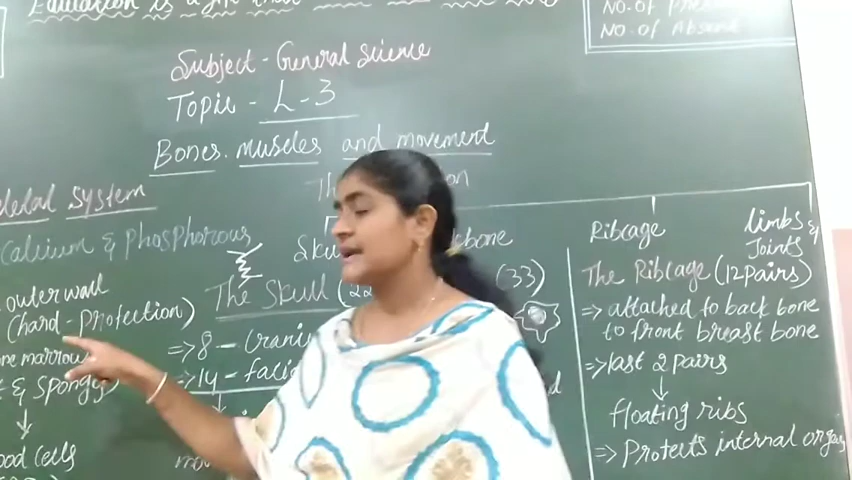 Education is a
No. of Present
No. of Absent
Subject - General Science
Topic - L-3
Bones, muscles and movement
System
Calcium & Phosphorous
outer wall
(hard - protection)
marrow
& spongy
cells
The Skull (22
=> 8 - Crani
=> 14 - facia
bone
(33)
Ribcage
limbs &
Joints
The Ribcage (12 pairs)
=> attached to back bone
to front breast bone
=> last 2 pairs
floating ribs
=> Protects internal organs